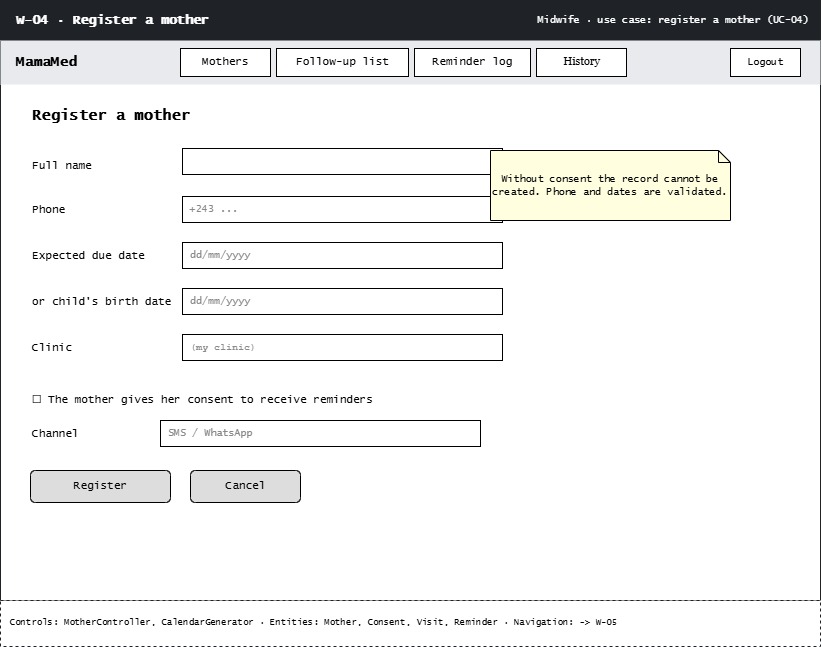 W-04 · Register a mother
Midwife · use case: register a mother (UC-04)
MamaMed
Mothers
Follow-up list
Reminder log
History
Logout
Register a mother
Full name
Without consent the record cannot be
created. Phone and dates are validated.
Phone
+243 ...
Expected due date
dd/mm/yyyy
or child's birth date
dd/mm/yyyy
Clinic
(my clinic)
☐ The mother gives her consent to receive reminders
Channel
SMS / WhatsApp
Register
Cancel
Controls: MotherController, CalendarGenerator · Entities: Mother, Consent, Visit, Reminder · Navigation: -> W-05